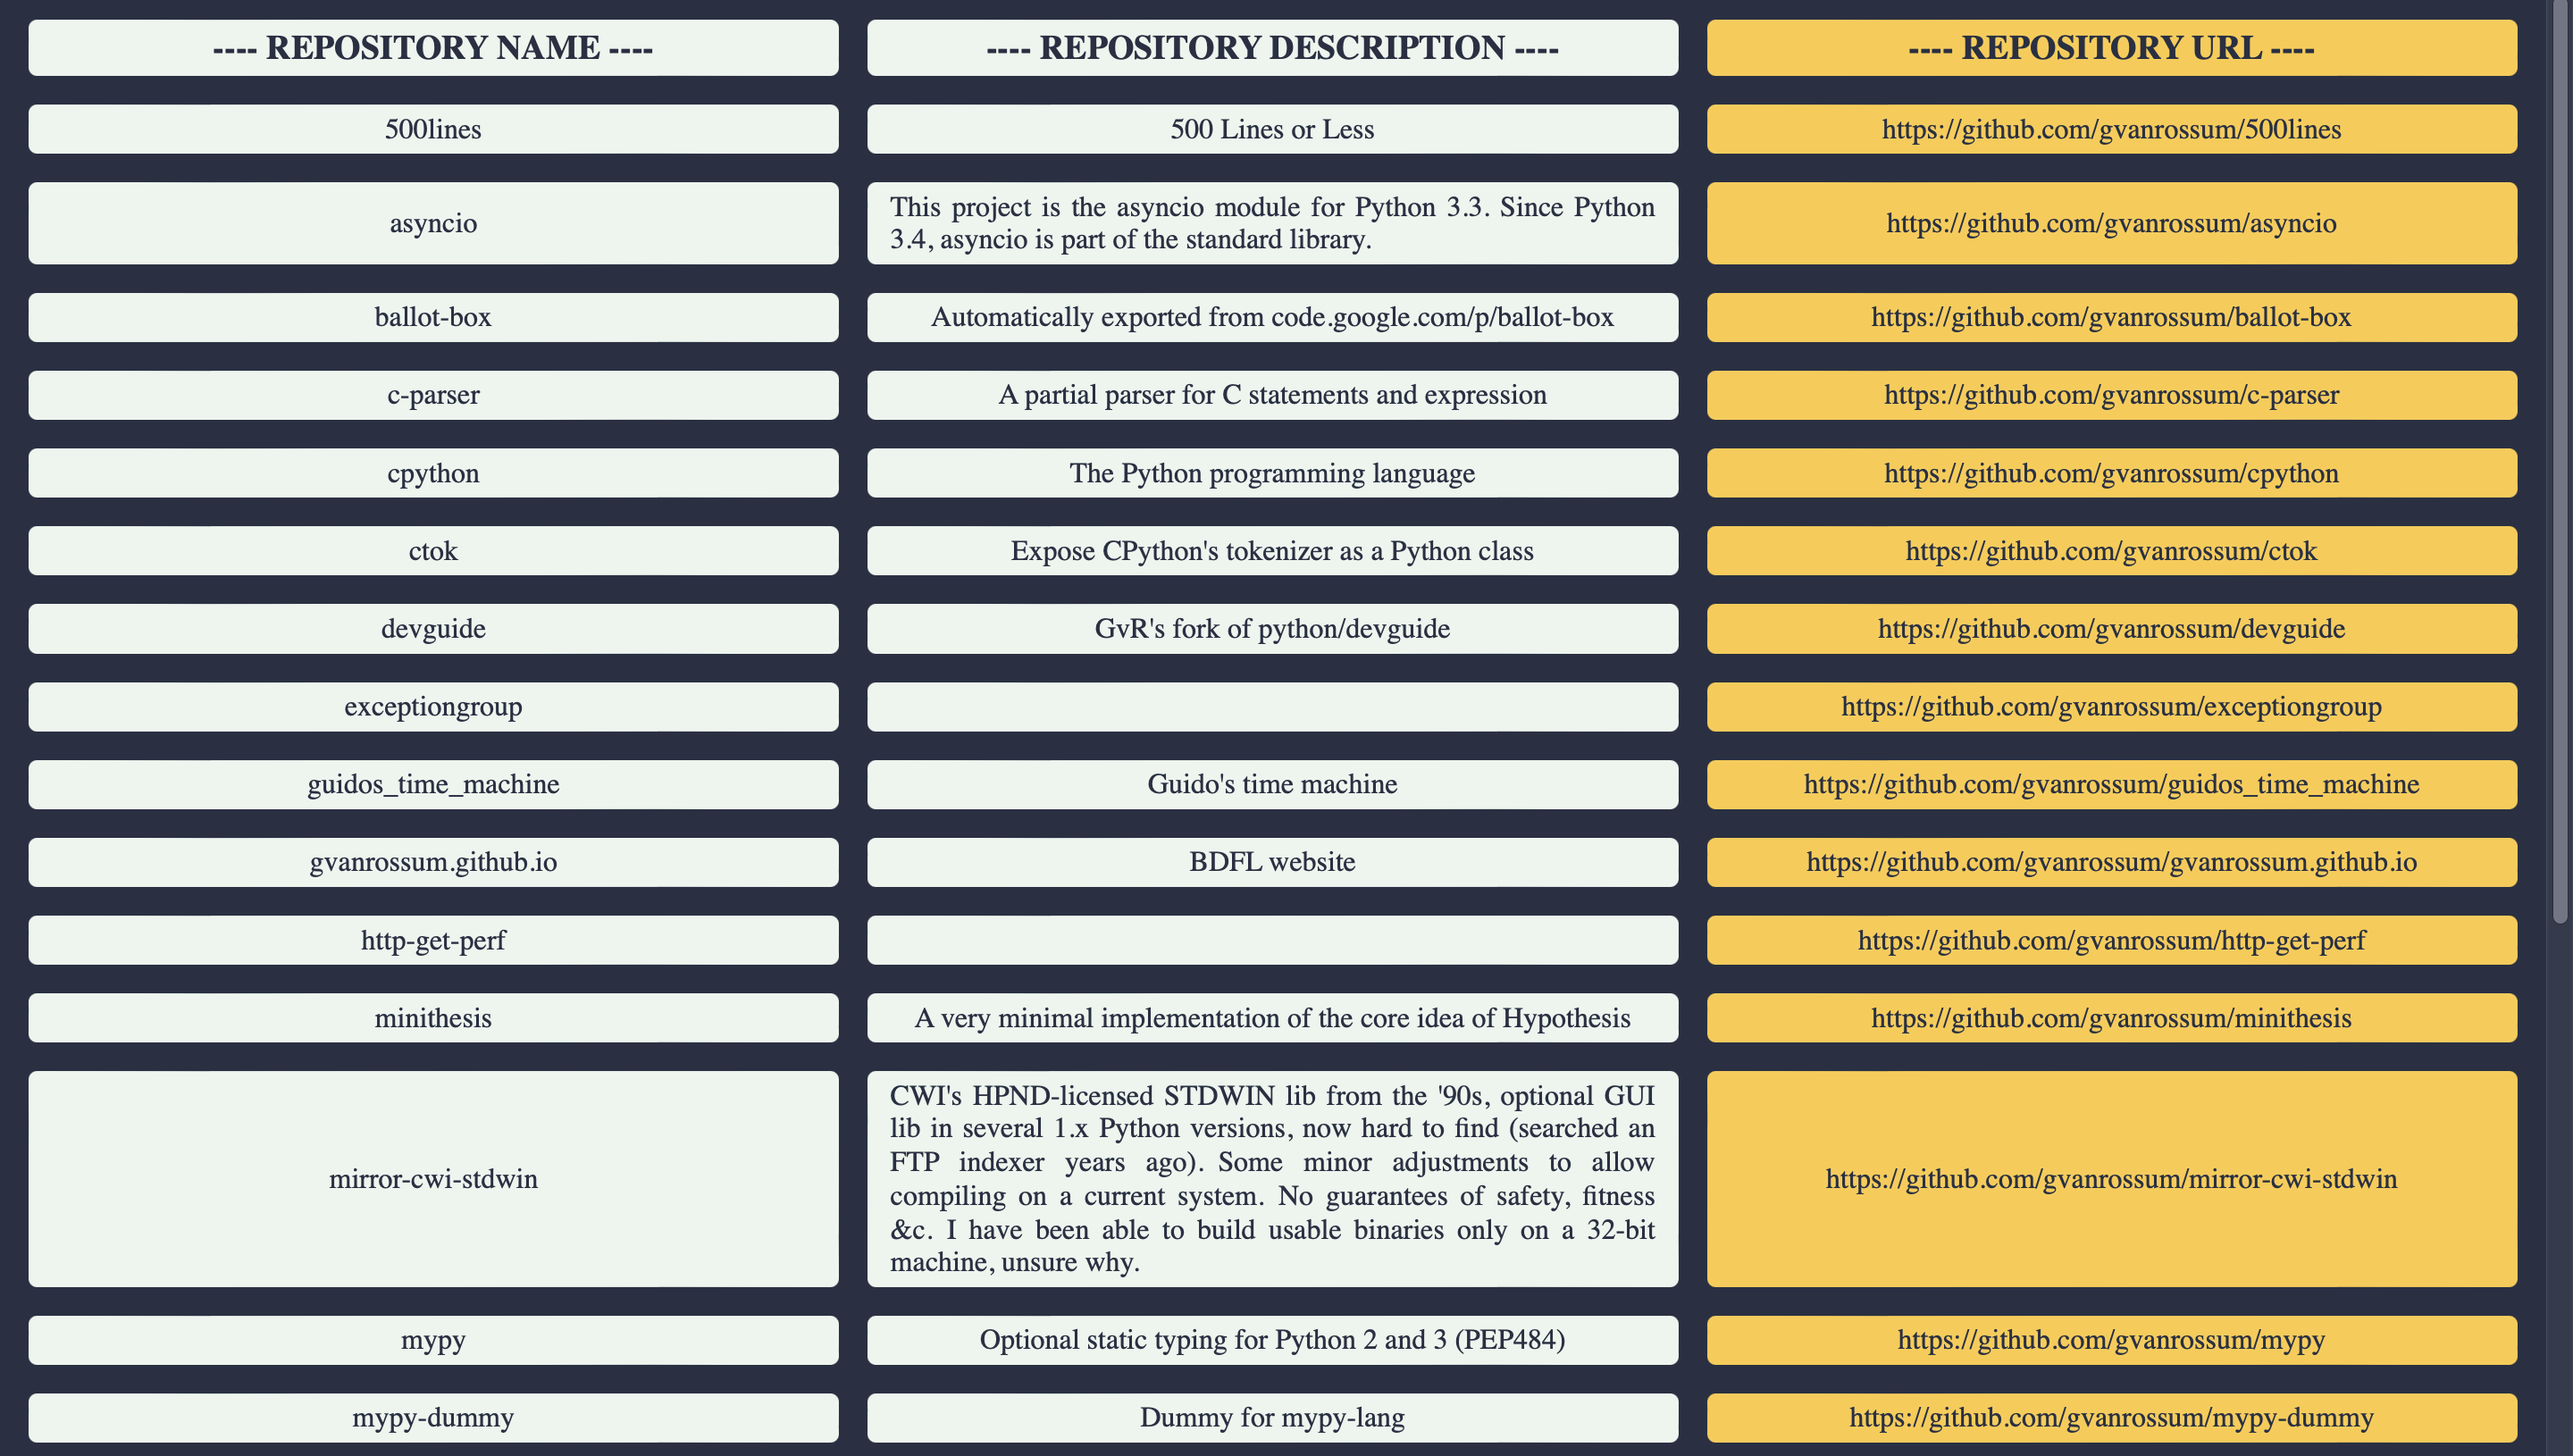 ---- REPOSITORY NAME ----
---- REPOSITORY DESCRIPTION ----
---- REPOSITORY URL ----
500lines
500 Lines or Less
https://github.com/gvanrossum/500lines
asyncio
This project is the asyncio module for Python 3.3. Since Python
3.4, asyncio is part of the standard library.
https://github.com/gvanrossum/asyncio
ballot-box
Automatically exported from code.google.com/p/ballot-box
https://github.com/gvanrossum/ballot-box
c-parser
A partial parser for C statements and expression
https://github.com/gvanrossum/c-parser
cpython
The Python programming language
https://github.com/gvanrossum/cpython
ctok
Expose CPython's tokenizer as a Python class
https://github.com/gvanrossum/ctok
devguide
GvR's fork of python/devguide
https://github.com/gvanrossum/devguide
exceptiongroup
https://github.com/gvanrossum/exceptiongroup
guidos_time_machine
Guido's time machine
https://github.com/gvanrossum/guidos_time_machine
gvanrossum.github.io
BDFL website
https://github.com/gvanrossum/gvanrossum.github.io
http-get-perf
https://github.com/gvanrossum/http-get-perf
minithesis
A very minimal implementation of the core idea of Hypothesis
https://github.com/gvanrossum/minithesis
mirror-cwi-stdwin
CWI's HPND-licensed STDWIN lib from the '90s, optional GUI
lib in several 1.x Python versions, now hard to find (searched an
FTP indexer years ago). Some minor adjustments to allow
compiling on a current system. No guarantees of safety, fitness
&c. I have been able to build usable binaries only on a 32-bit
machine, unsure why.
https://github.com/gvanrossum/mirror-cwi-stdwin
mypy
Optional static typing for Python 2 and 3 (PEP484)
https://github.com/gvanrossum/mypy
mypy-dummy
Dummy for mypy-lang
https://github.com/gvanrossum/mypy-dummy